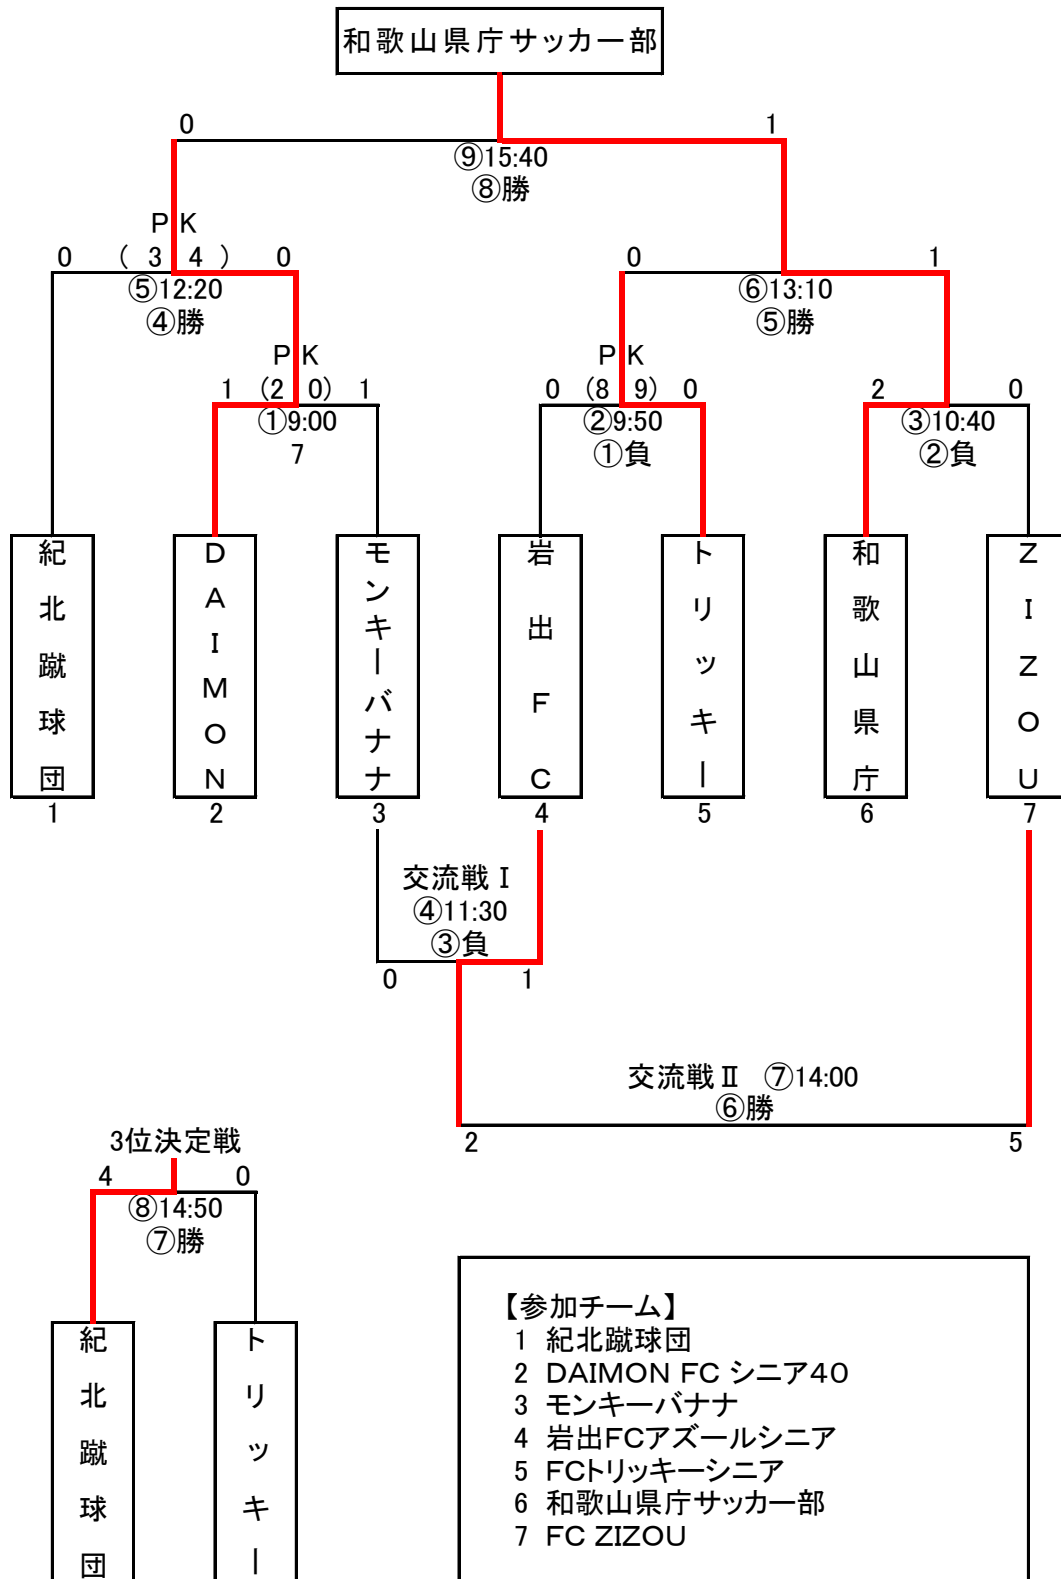 和歌山県庁サッカー部
0 1
⑨15:40
⑧勝
PK
0 ( 3 4 ) 0
⑤12:20
④勝
0 1
⑥13:10
⑤勝
PK
1 (2 0) 1
①9:00
7
PK
0 (8 9) 0
②9:50
①負
2 0
③10:40
②負
紀北蹴球団
DAIMON
モンキーバナナ
岩出FC
トリッキー
和歌山県庁
ZIZOU
1 2 3 4 5 6 7
交流戦Ⅰ
④11:30
③負
0 1
交流戦Ⅱ ⑦14:00
⑥勝
2 5
3位決定戦
4 0
⑧14:50
⑦勝
紀北蹴球団
トリッキー
【参加チーム】
1 紀北蹴球団
2 DAIMON FC シニア40
3 モンキーバナナ
4 岩出FCアズールシニア
5 FCトリッキーシニア
6 和歌山県庁サッカー部
7 FC ZIZOU